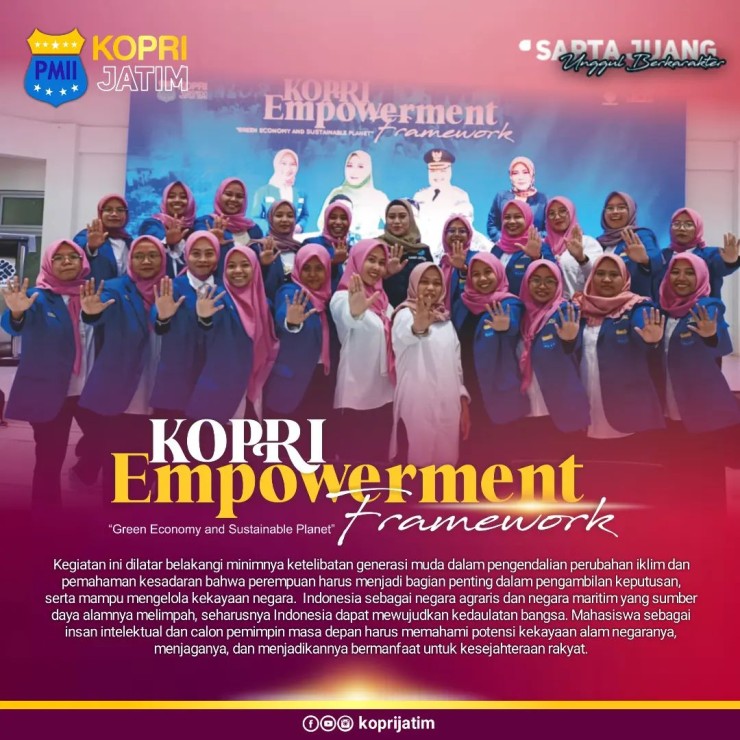 PMII
KOPRI
JATIM
SAPTA JUANG
Unggul Berkarakter
KOPRI
Empowerment
Framework
"GREEN ECONOMY AND SUSTAINABLE PLANET"
KOPRI
Empowerment
Framework
"Green Economy and Sustainable Planet"
Kegiatan ini dilatar belakangi minimnya ketelibatan generasi muda dalam pengendalian perubahan iklim dan
pemahaman kesadaran bahwa perempuan harus menjadi bagian penting dalam pengambilan keputusan,
serta mampu mengelola kekayaan negara. Indonesia sebagai negara agraris dan negara maritim yang sumber
daya alamnya melimpah, seharusnya Indonesia dapat mewujudkan kedaulatan bangsa. Mahasiswa sebagai
insan intelektual dan calon pemimpin masa depan harus memahami potensi kekayaan alam negaranya,
menjaganya, dan menjadikannya bermanfaat untuk kesejahteraan rakyat.
koprijatim